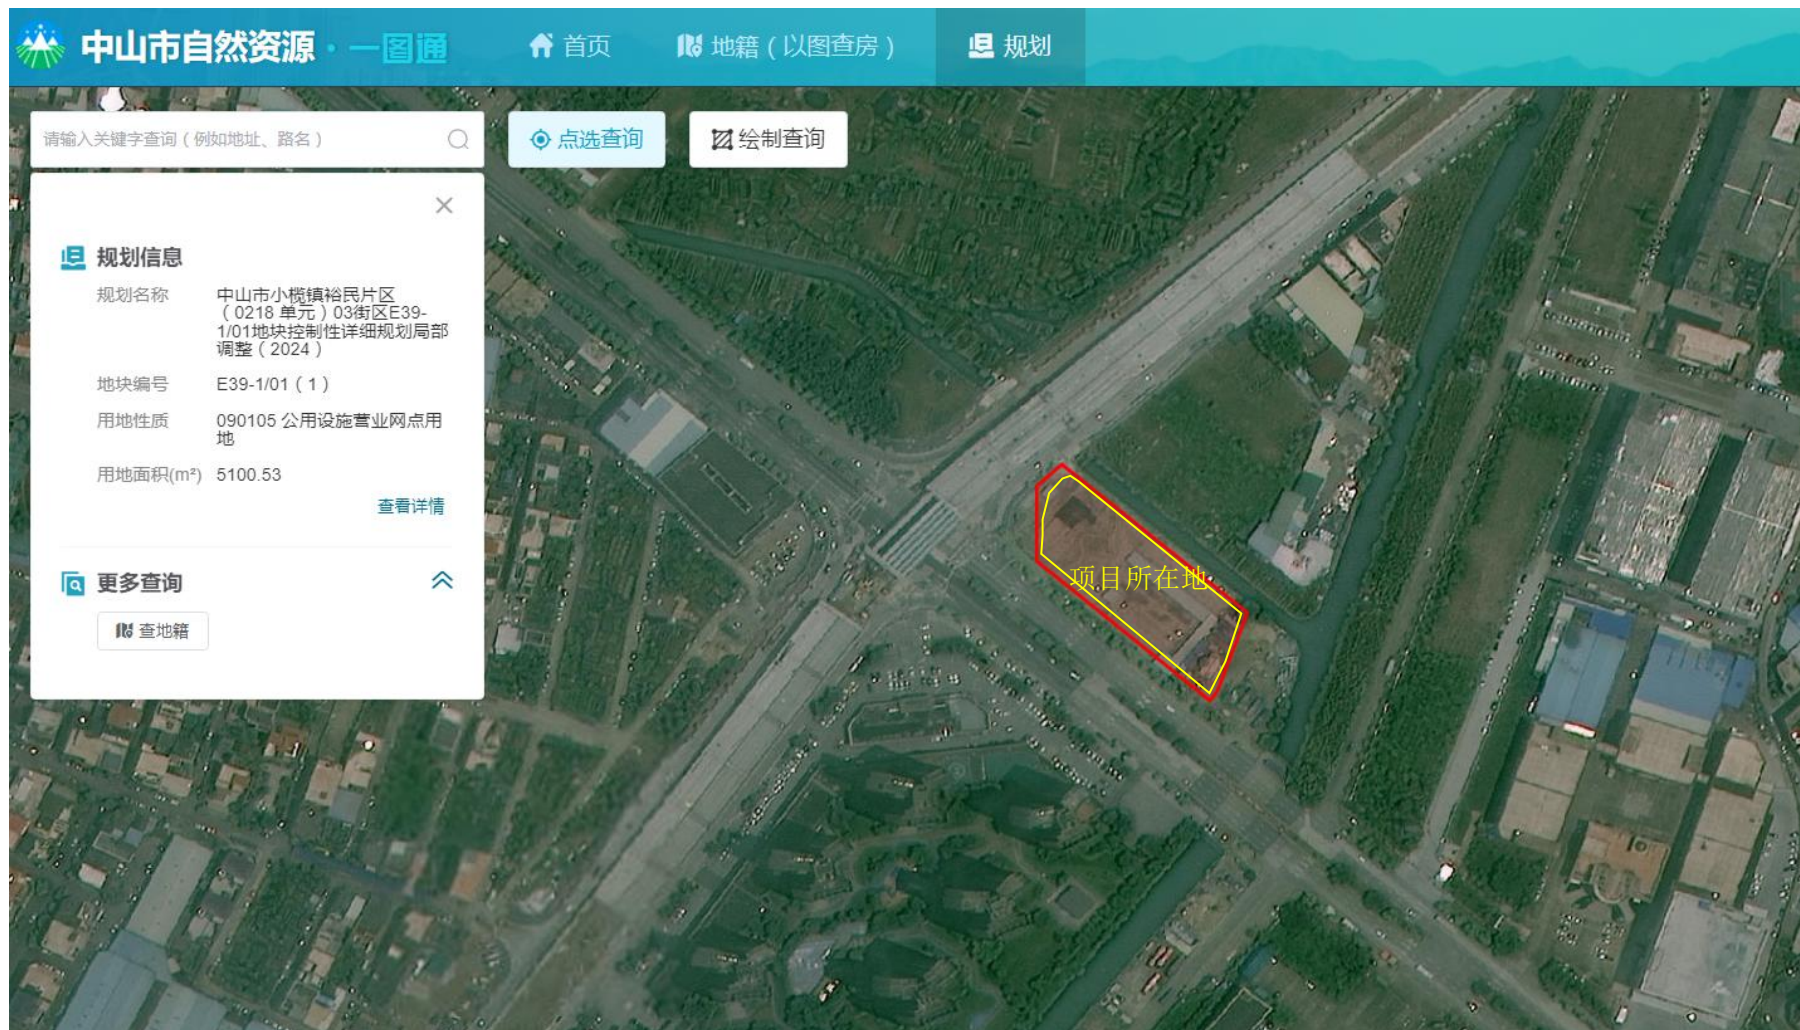 中山市自然资源·一图通
首页
地籍（以图查房）
规划
请输入关键字查询（例如地址、路名）
点选查询
绘制查询
规划信息
规划名称
中山市小榄镇裕民片区
（0218 单元）03街区E39-
1/01地块控制性详细规划局部
调整（2024）
地块编号
E39-1/01（1）
用地性质
090105 公用设施营业网点用
地
用地面积(m²)
5100.53
查看详情
更多查询
查地籍
项目所在地